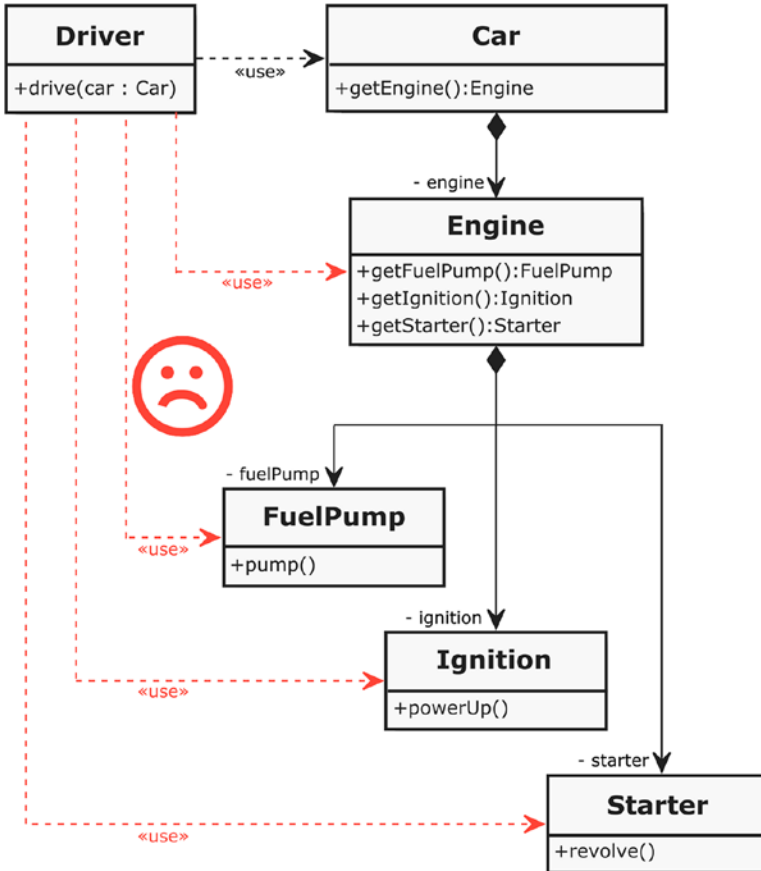 Driver
+drive(car : Car)
«use»
Car
+getEngine():Engine
- engine
Engine
+getFuelPump():FuelPump
+getIgnition():Ignition
+getStarter():Starter
«use»
- fuelPump
FuelPump
+pump()
«use»
- ignition
Ignition
+powerUp()
«use»
- starter
Starter
+revolve()
«use»